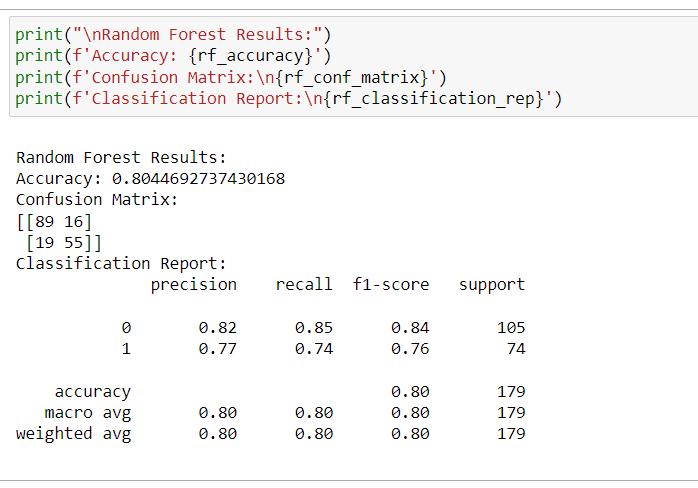 print("\nRandom Forest Results:")
print(f'Accuracy: {rf_accuracy}')
print(f'Confusion Matrix:\n{rf_conf_matrix}')
print(f'Classification Report:\n{rf_classification_rep}')
Random Forest Results:
Accuracy: 0.8044692737430168
Confusion Matrix:
[[89 16]
 [19 55]]
Classification Report:
              precision    recall  f1-score   support
           0       0.82      0.85      0.84       105
           1       0.77      0.74      0.76        74
    accuracy                           0.80       179
   macro avg       0.80      0.80      0.80       179
weighted avg       0.80      0.80      0.80       179